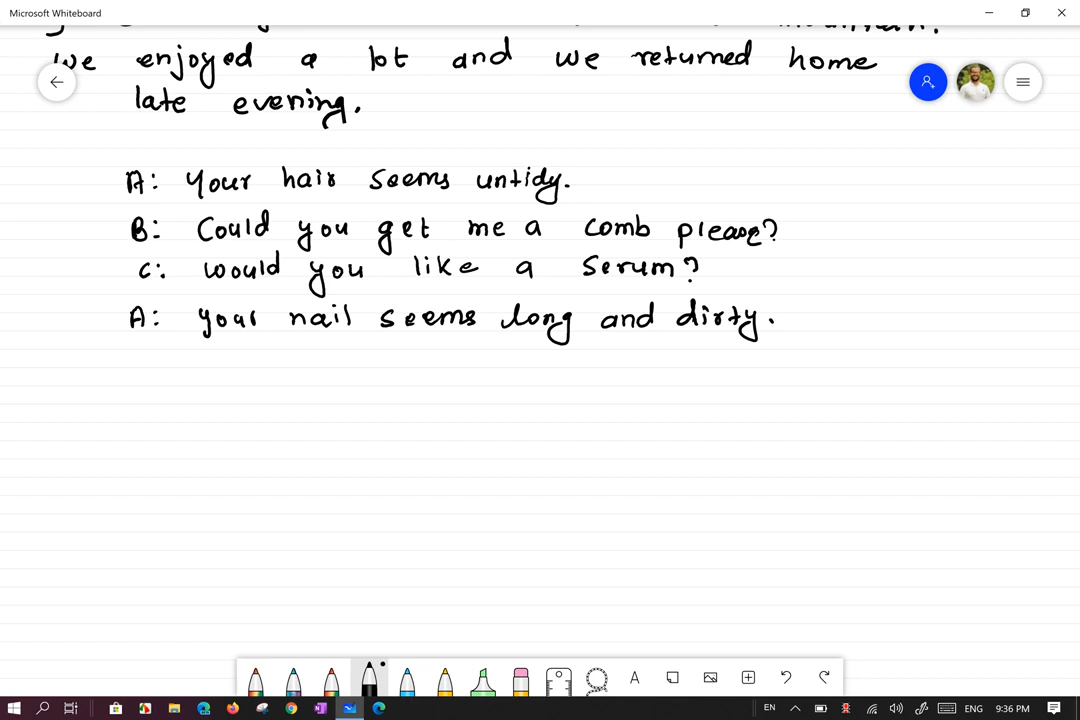 Microsoft Whiteboard
we enjoyed a lot and we returned home
late evening.
A: Your hair seems untidy.
B: Could you get me a comb please?
C: Would you like a serum?
A: your nail seems long and dirty.
EN ENG 9:36 PM